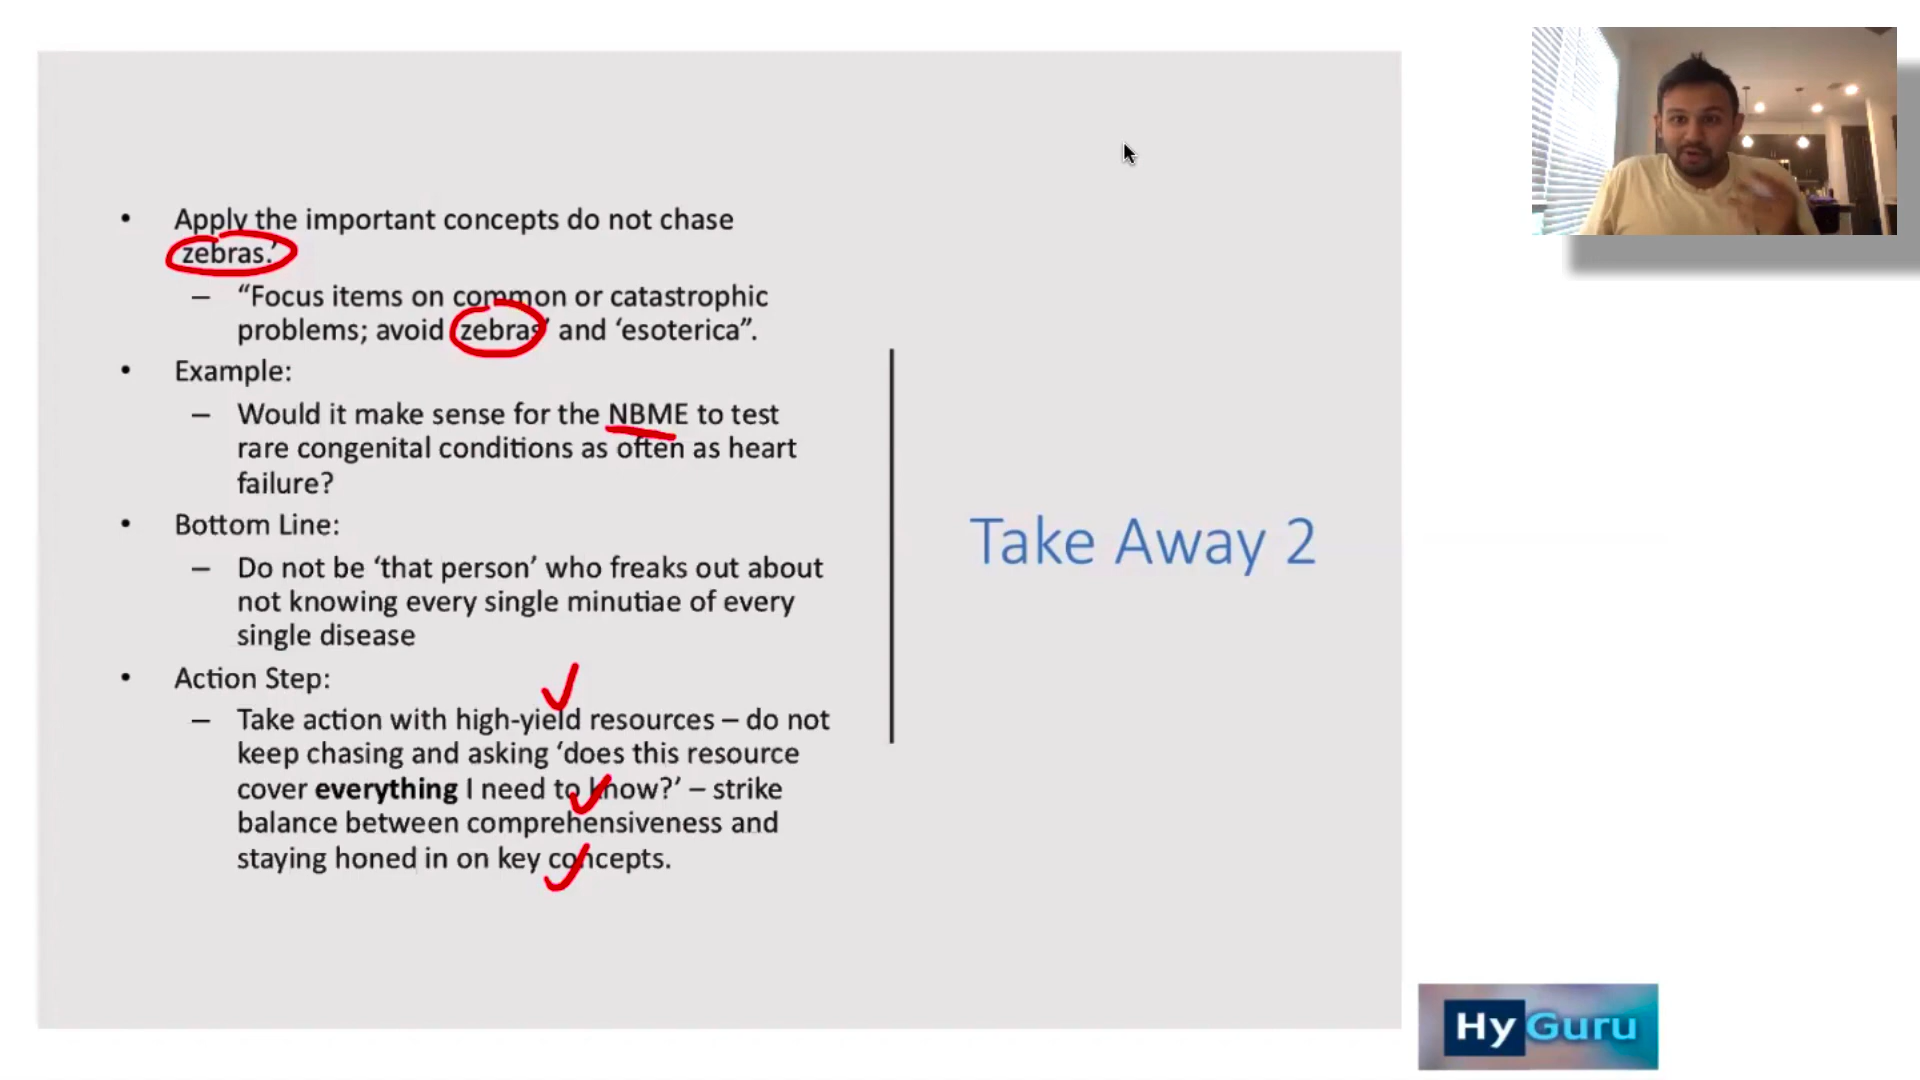 • Apply the important concepts do not chase
zebras.’
– “Focus items on common or catastrophic
problems; avoid zebras’ and ‘esoterica”.
• Example:
– Would it make sense for the NBME to test
rare congenital conditions as often as heart
failure?
• Bottom Line:
– Do not be ‘that person’ who freaks out about
not knowing every single minutiae of every
single disease
• Action Step:
– Take action with high-yield resources – do not
keep chasing and asking ‘does this resource
cover everything I need to know?’ – strike
balance between comprehensiveness and
staying honed in on key concepts.
Take Away 2
HyGuru